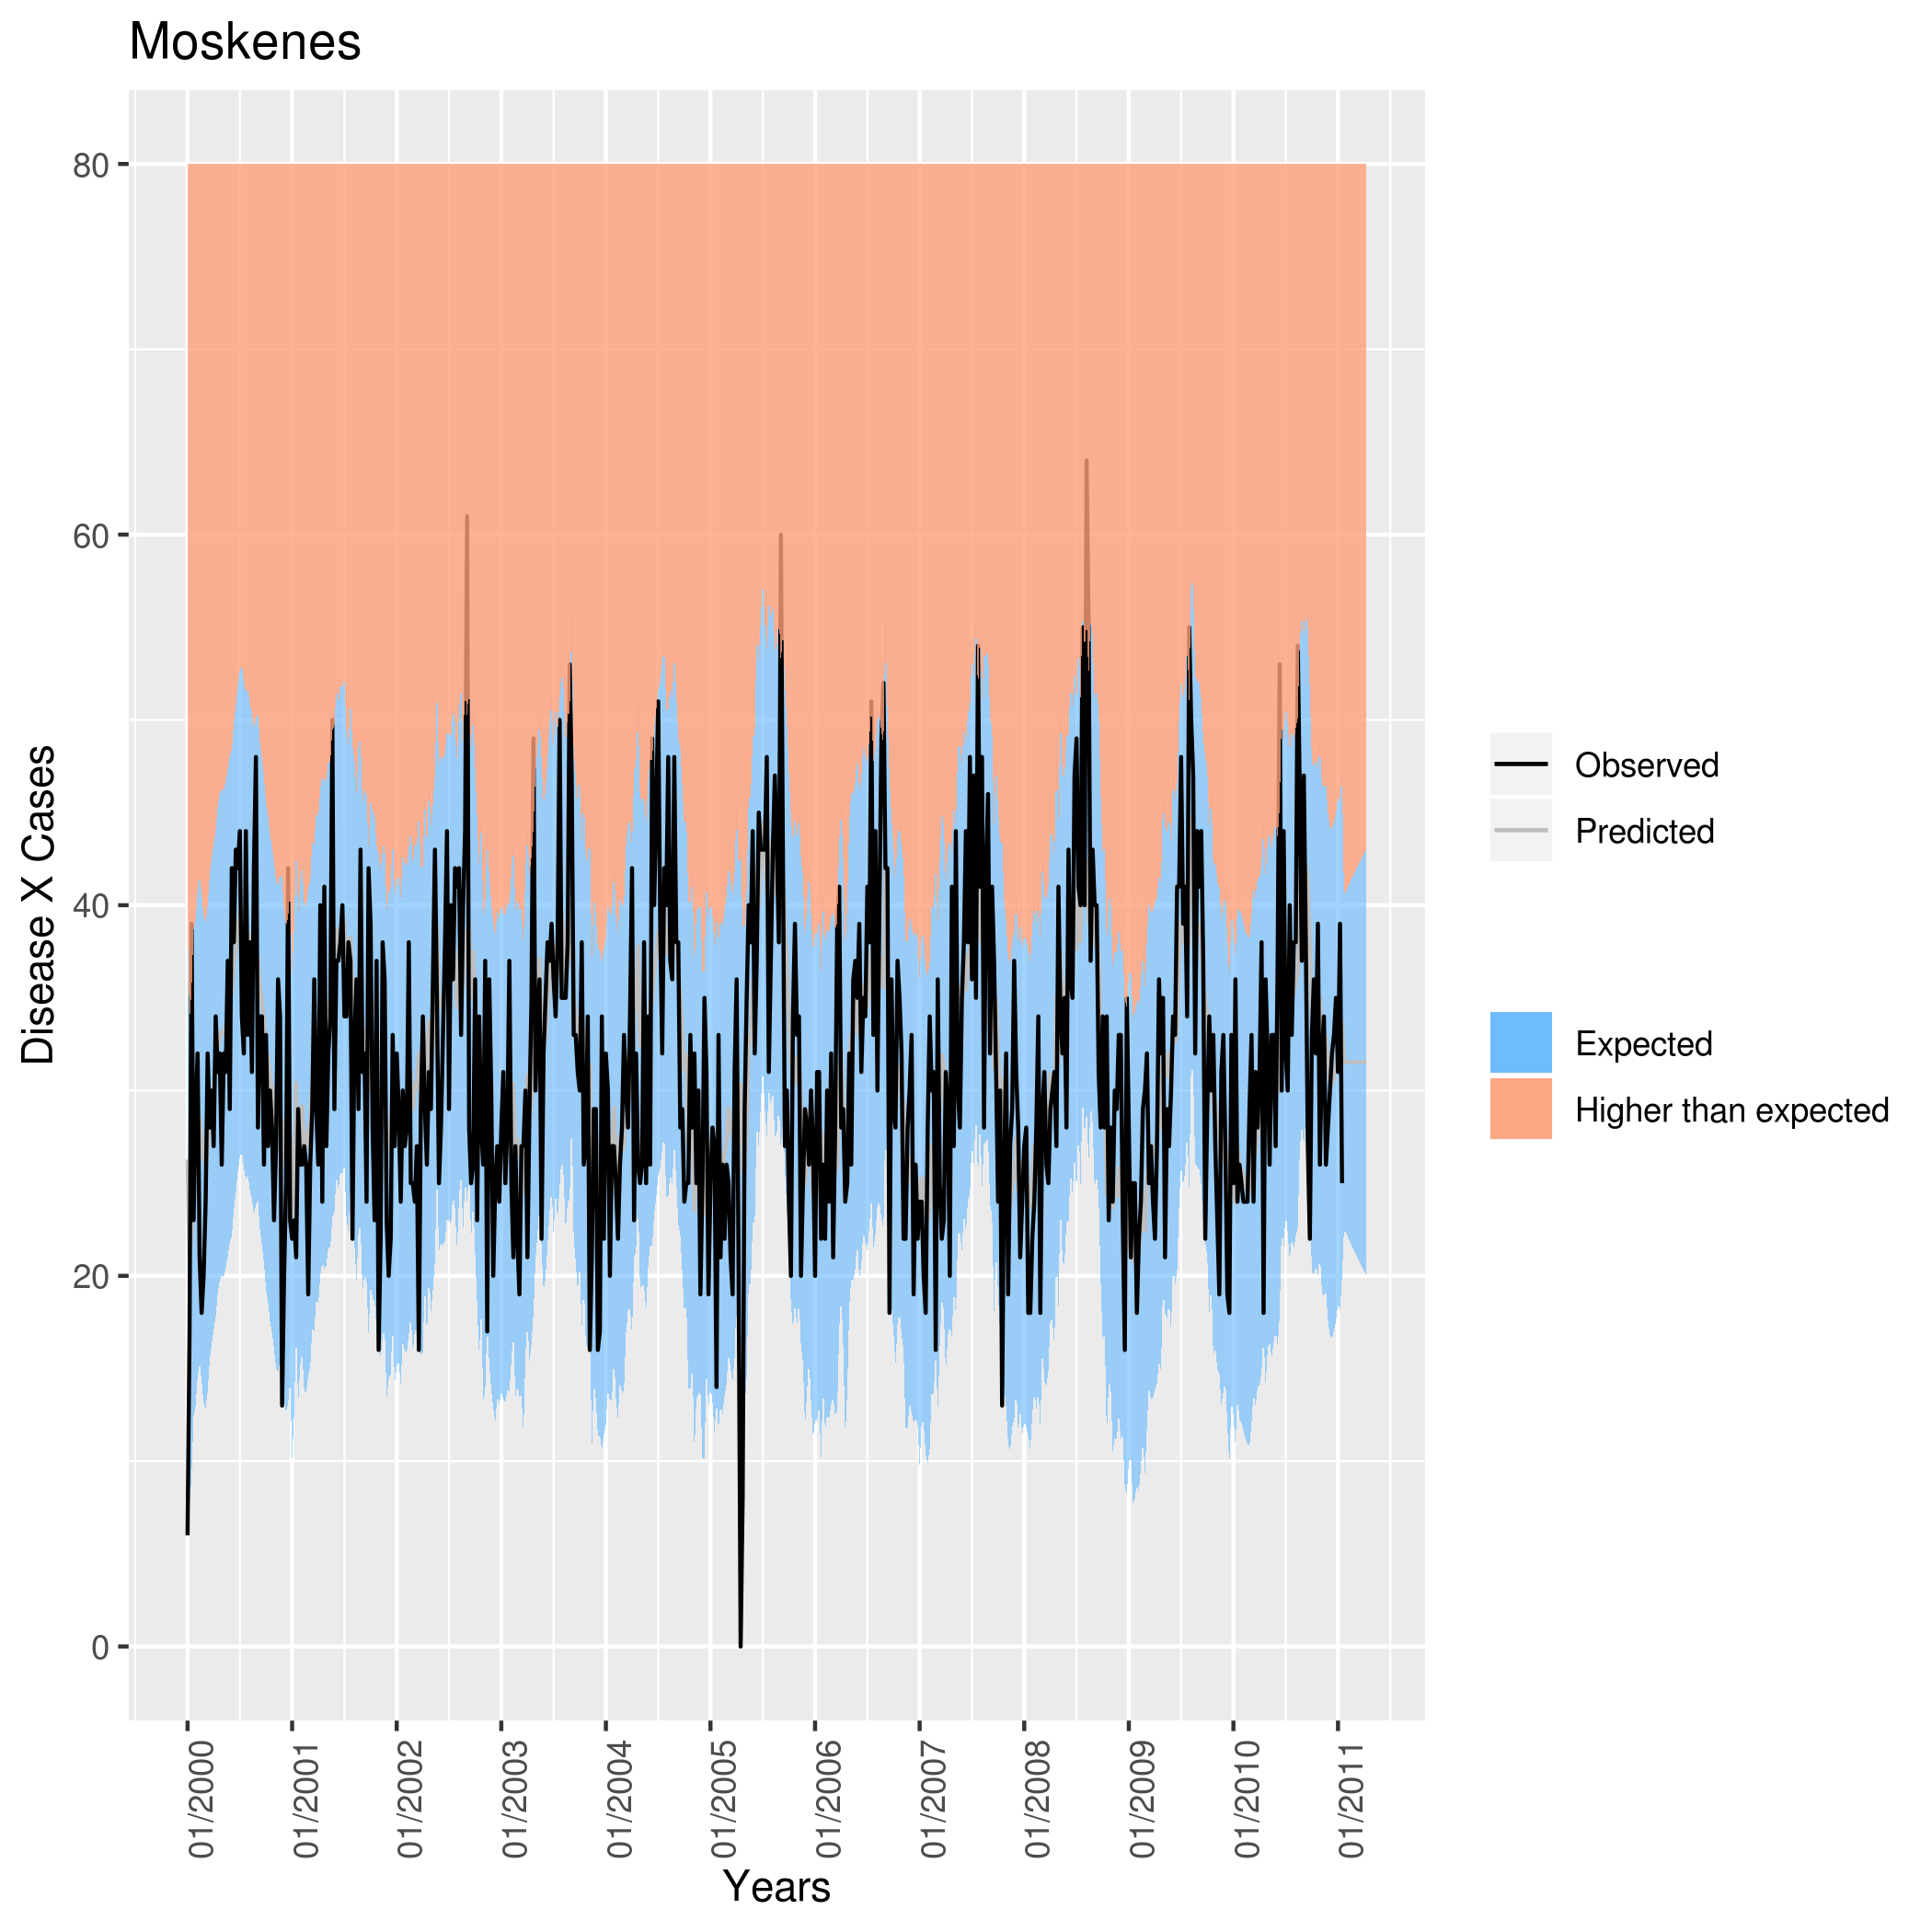 Moskenes
Disease X Cases
80
60
40
20
0
01/2000
01/2001
01/2002
01/2003
01/2004
01/2005
01/2006
01/2007
01/2008
01/2009
01/2010
01/2011
Years
Observed
Predicted
Expected
Higher than expected